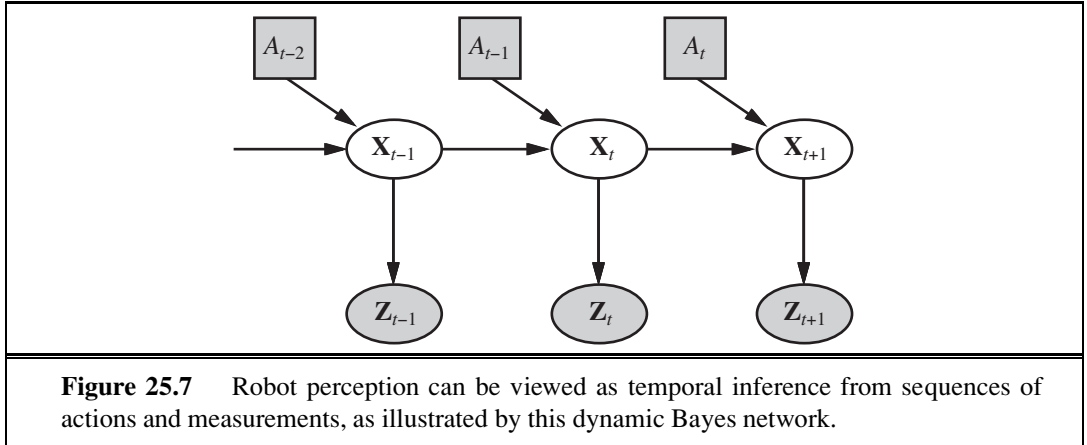 A_{t−2} A_{t−1} A_t
X_{t−1} X_t X_{t+1}
Z_{t−1} Z_t Z_{t+1}
Figure 25.7 Robot perception can be viewed as temporal inference from sequences of
actions and measurements, as illustrated by this dynamic Bayes network.